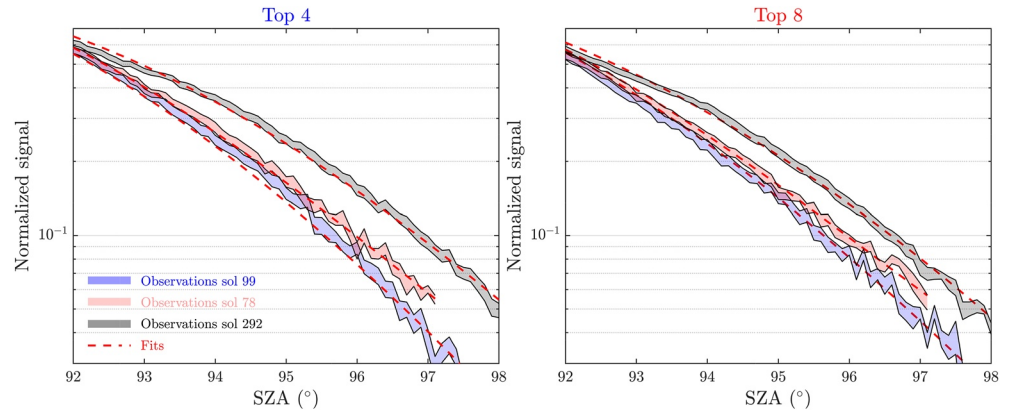 Top 4
Normalized signal
10⁻¹
Observations sol 99
Observations sol 78
Observations sol 292
Fits
92 93 94 95 96 97 98
SZA (°)
Top 8
Normalized signal
10⁻¹
92 93 94 95 96 97 98
SZA (°)